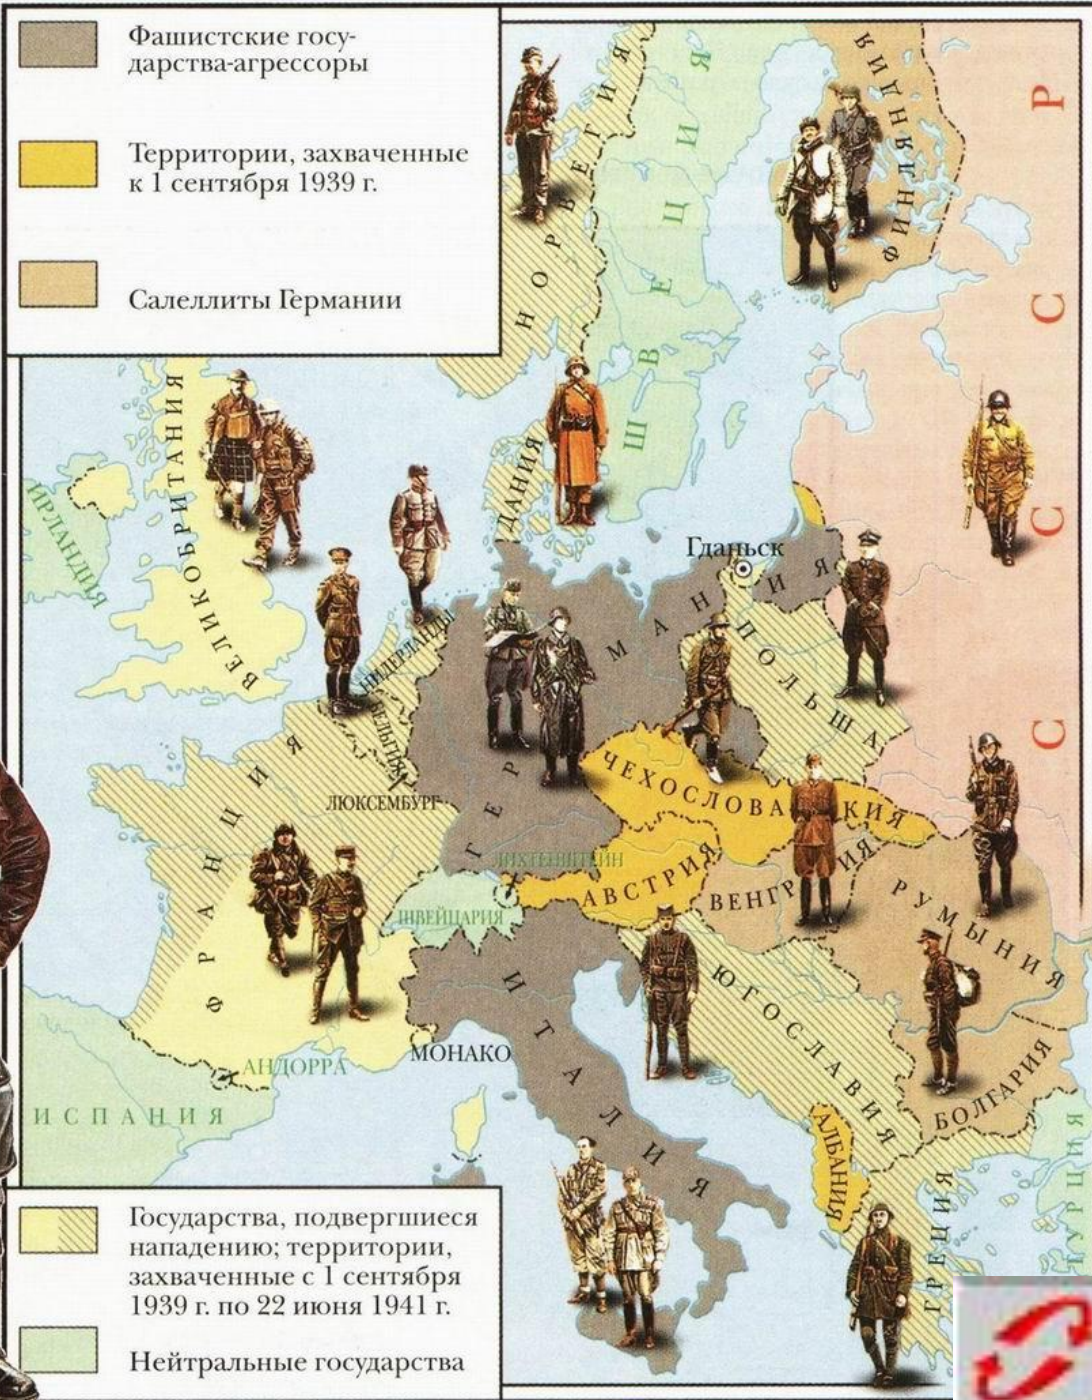 Фашистские госу-
дарства-агрессоры
Территории, захваченные
к 1 сентября 1939 г.
Салеллиты Германии
НОРВЕГИЯ
ШВЕЦИЯ
ФИНЛЯНДИЯ
СССР
ВЕЛИКОБРИТАНИЯ
ИРЛАНДИЯ
ДАНИЯ
Гданьск
НИДЕРЛАНДЫ
БЕЛЬГИЯ
ЛЮКСЕМБУРГ
ГЕРМАНИЯ
ПОЛЬША
ЧЕХОСЛОВАКИЯ
ФРАНЦИЯ
ЛИХТЕНШТЕЙН
АВСТРИЯ
ШВЕЙЦАРИЯ
ВЕНГРИЯ
РУМЫНИЯ
ИТАЛИЯ
ЮГОСЛАВИЯ
МОНАКО
АНДОРРА
ИСПАНИЯ
БОЛГАРИЯ
АЛБАНИЯ
ГРЕЦИЯ
ТУРЦИЯ
Государства, подвергшиеся
нападению; территории,
захваченные с 1 сентября
1939 г. по 22 июня 1941 г.
Нейтральные государства